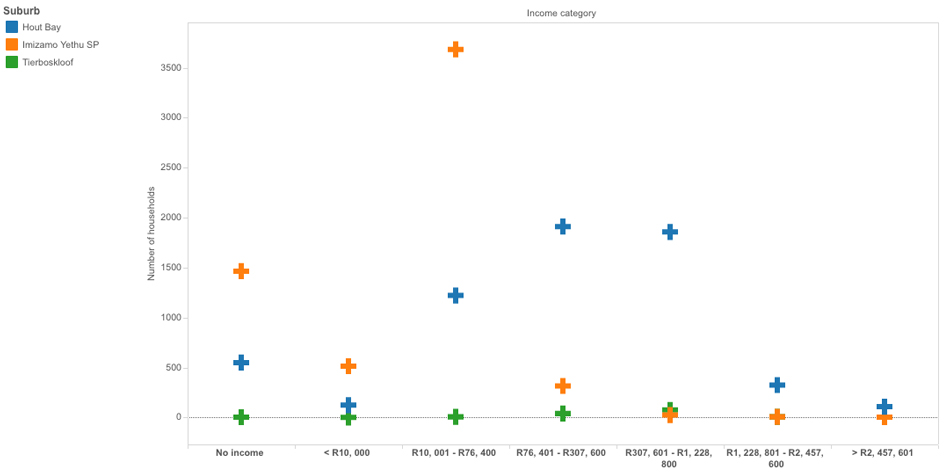 Suburb
Hout Bay
Imizamo Yethu SP
Tierboskloof
Income category
Number of households
3500
3000
2500
2000
1500
1000
500
0
No income
< R10, 000
R10, 001 - R76, 400
R76, 401 - R307, 600
R307, 601 - R1, 228,
800
R1, 228, 801 - R2, 457,
600
> R2, 457, 601